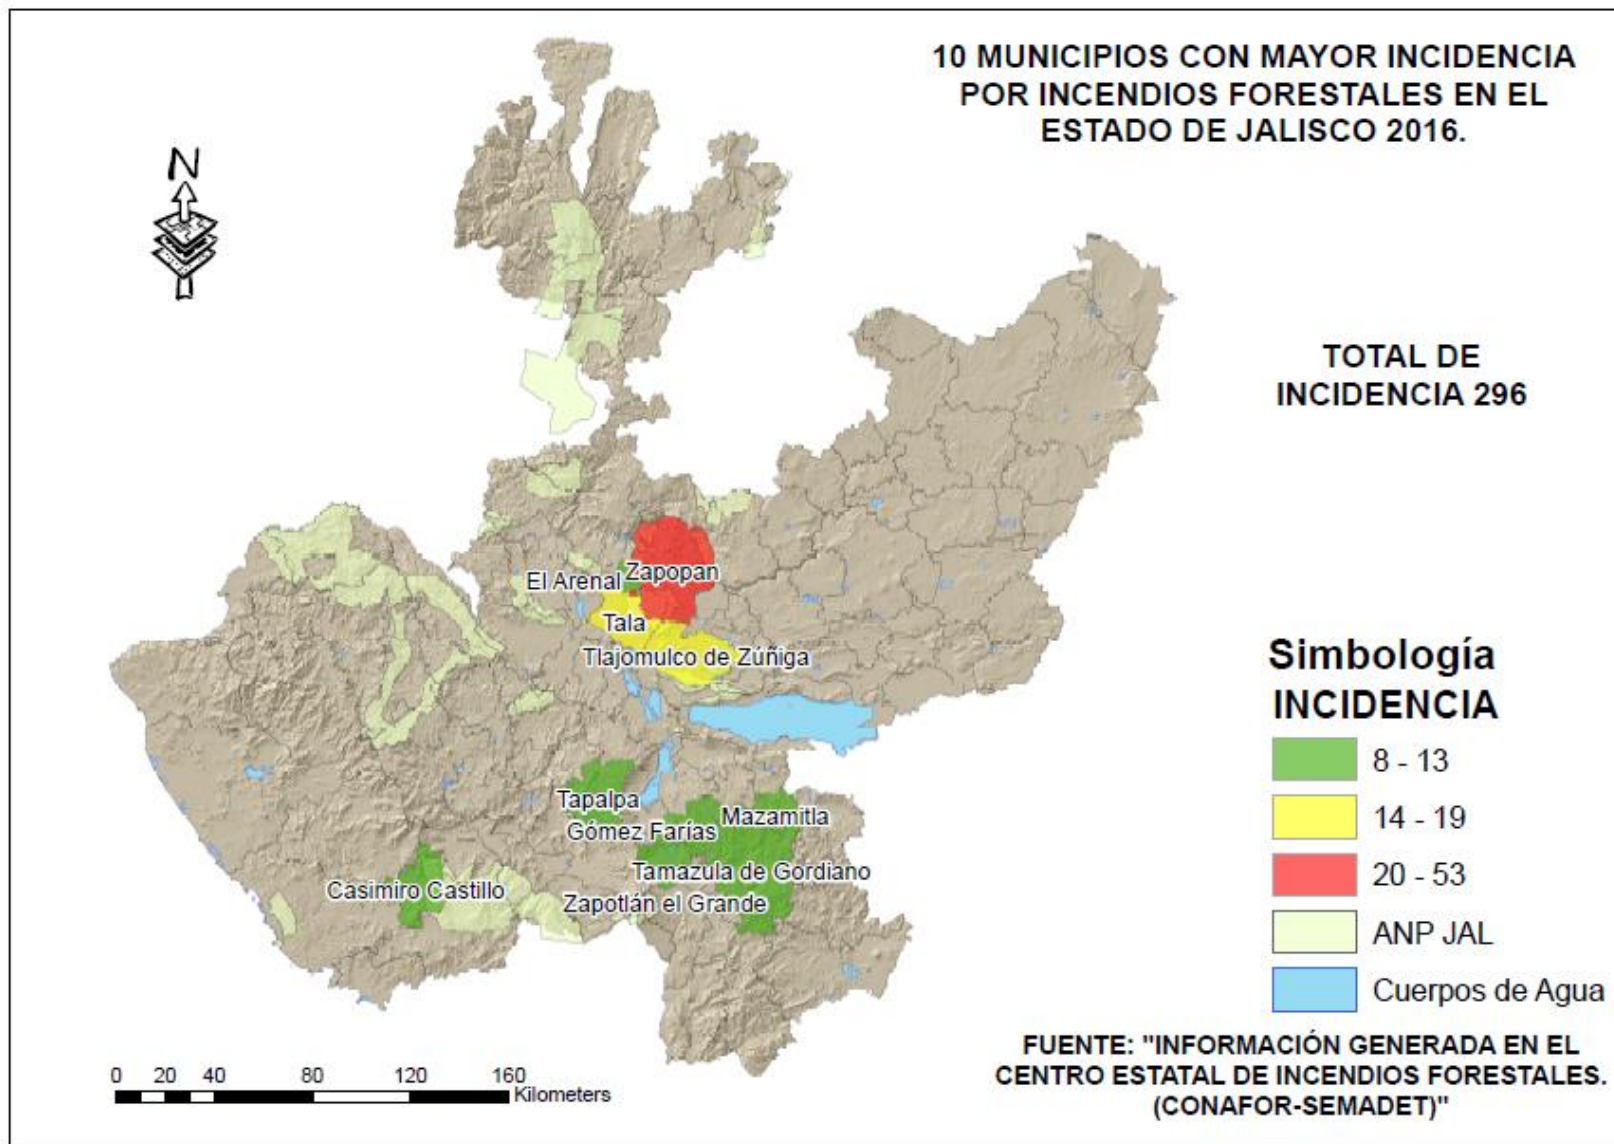 10 MUNICIPIOS CON MAYOR INCIDENCIA
POR INCENDIOS FORESTALES EN EL
ESTADO DE JALISCO 2016.
N
TOTAL DE
INCIDENCIA 296
El Arenal
Zapopan
Tala
Tlajomulco de Zúñiga
Tapalpa
Mazamitla
Gómez Farías
Tamazula de Gordiano
Casimiro Castillo
Zapotlán el Grande
Simbología
INCIDENCIA
8 - 13
14 - 19
20 - 53
ANP JAL
Cuerpos de Agua
FUENTE: "INFORMACIÓN GENERADA EN EL
CENTRO ESTATAL DE INCENDIOS FORESTALES.
(CONAFOR-SEMADET)"
0 20 40 80 120 160
Kilometers